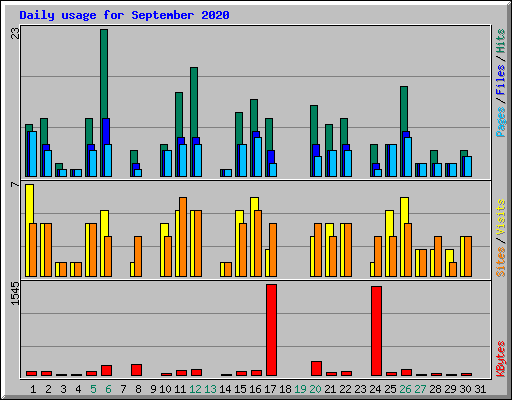 Daily usage for September 2020
23
Pages / Files / Hits
7
Sites / Visits
1545
KBytes
1 2 3 4 5 6 7 8 9 10 11 12 13 14 15 16 17 18 19 20 21 22 23 24 25 26 27 28 29 30 31